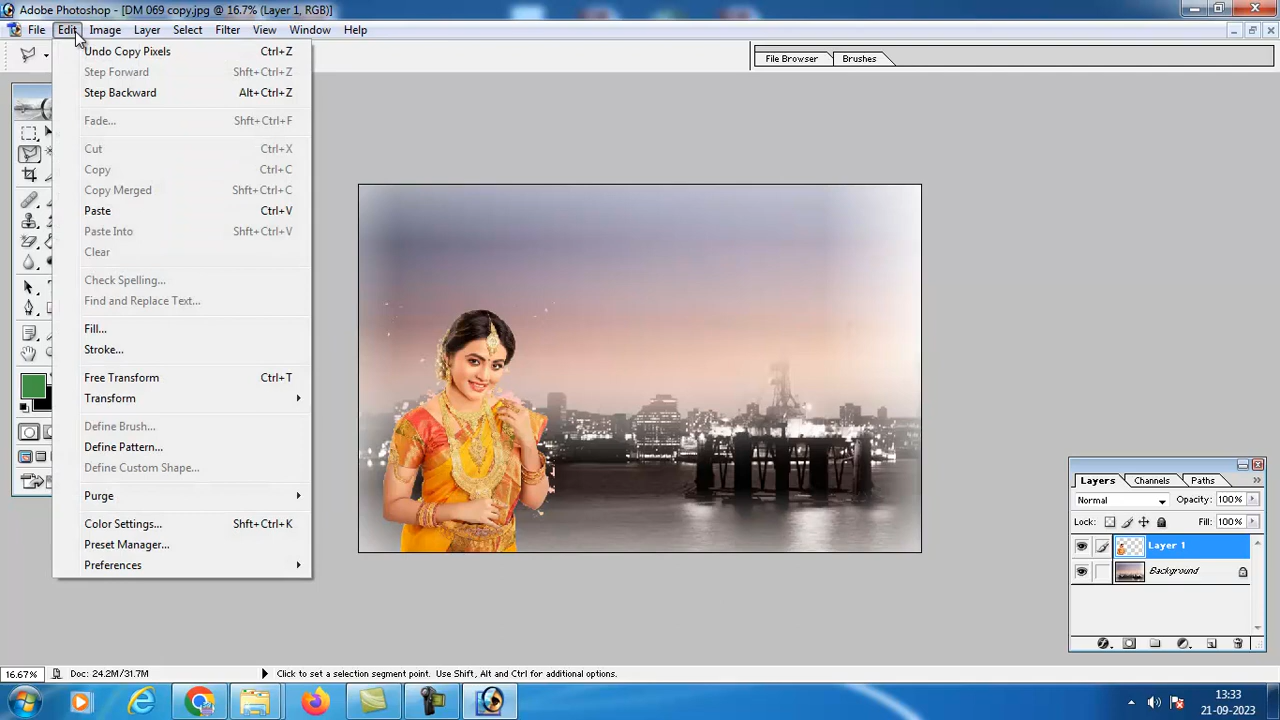 Adobe Photoshop - [DM 069 copy.jpg @ 16.7% (Layer 1, RGB)]
File Edit Image Layer Select Filter View Window Help
File Browser Brushes
Undo Copy Pixels Ctrl+Z
Step Forward Shft+Ctrl+Z
Step Backward Alt+Ctrl+Z
Fade... Shft+Ctrl+F
Cut Ctrl+X
Copy Ctrl+C
Copy Merged Shft+Ctrl+C
Paste Ctrl+V
Paste Into Shft+Ctrl+V
Clear
Check Spelling...
Find and Replace Text...
Fill...
Stroke...
Free Transform Ctrl+T
Transform
Define Brush...
Define Pattern...
Define Custom Shape...
Purge
Color Settings... Shft+Ctrl+K
Preset Manager...
Preferences
Layers Channels Paths
Normal Opacity: 100%
Lock: Fill: 100%
Layer 1
Background
16.67% Doc: 24.2M/31.7M Click to set a selection segment point. Use Shift, Alt and Ctrl for additional options.
13:33
21-09-2023